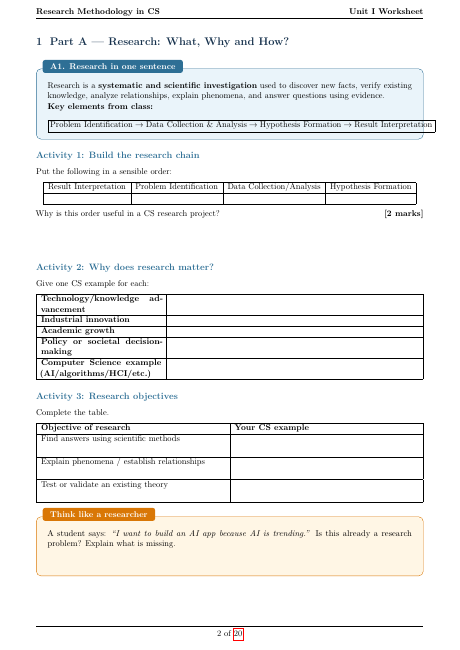 Research Methodology in CS Unit I Worksheet
1 Part A — Research: What, Why and How?
A1. Research in one sentence
Research is a systematic and scientific investigation used to discover new facts, verify existing
knowledge, analyze relationships, explain phenomena, and answer questions using evidence.
Key elements from class:
Problem Identification → Data Collection & Analysis → Hypothesis Formation → Result Interpretation
Activity 1: Build the research chain
Put the following in a sensible order:
Result Interpretation Problem Identification Data Collection/Analysis Hypothesis Formation
Why is this order useful in a CS research project? [2 marks]
Activity 2: Why does research matter?
Give one CS example for each:
Technology/knowledge ad-
vancement
Industrial innovation
Academic growth
Policy or societal decision-
making
Computer Science example
(AI/algorithms/HCI/etc.)
Activity 3: Research objectives
Complete the table.
Objective of research Your CS example
Find answers using scientific methods
Explain phenomena / establish relationships
Test or validate an existing theory
Think like a researcher
A student says: “I want to build an AI app because AI is trending.” Is this already a research
problem? Explain what is missing.
2 of 20